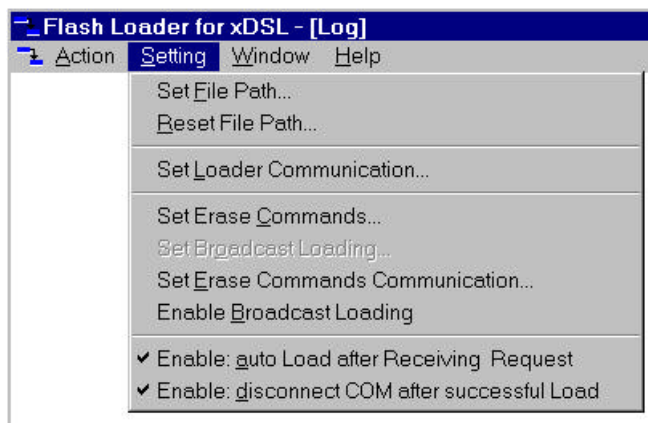 Flash Loader for xDSL - [Log]
Action Setting Window Help
Set File Path...
Reset File Path...
Set Loader Communication...
Set Erase Commands...
Set Broadcast Loading...
Set Erase Commands Communication...
Enable Broadcast Loading
✔ Enable: auto Load after Receiving Request
✔ Enable: disconnect COM after successful Load